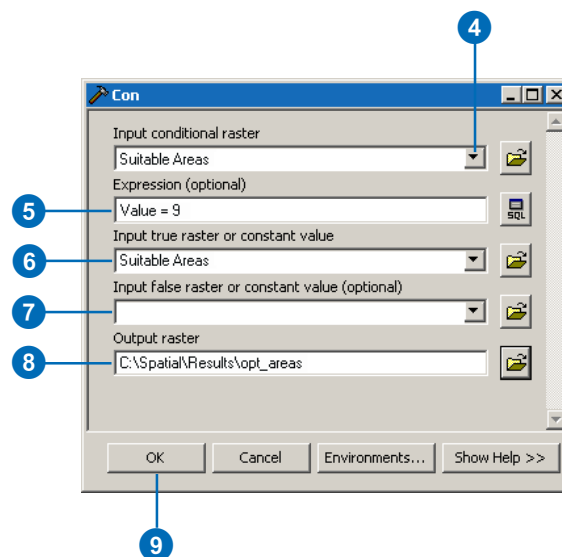 4
Con
Input conditional raster
Suitable Areas
Expression (optional)
5
Value = 9
SQL
Input true raster or constant value
6
Suitable Areas
Input false raster or constant value (optional)
7
Output raster
8
C:\Spatial\Results\opt_areas
OK Cancel Environments... Show Help >>
9